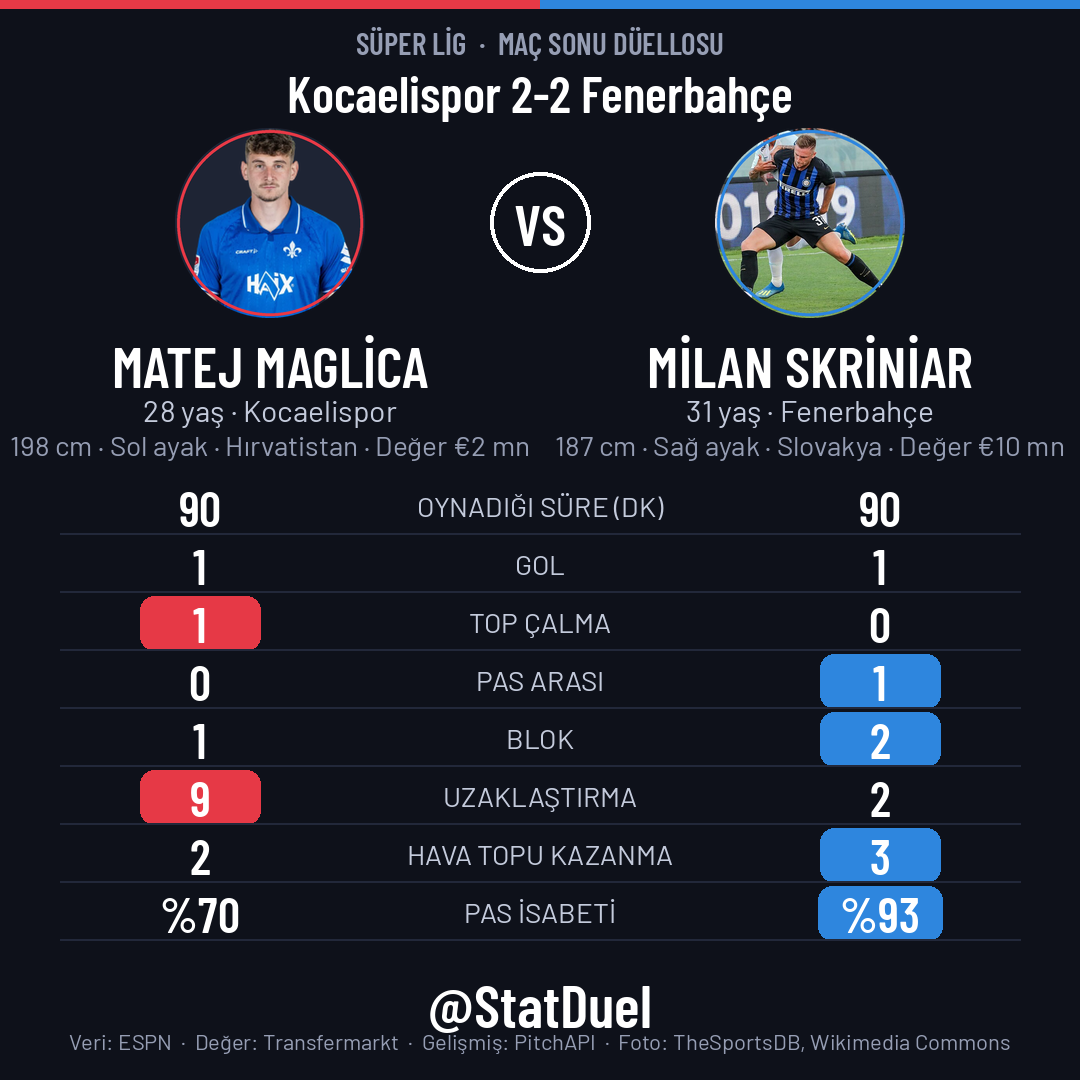 SÜPER LİG · MAÇ SONU DÜELLOSU
Kocaelispor 2-2 Fenerbahçe
VS
CRAFT
HAIX
PIRELLI
MATEJ MAGLİCA
MİLAN SKRİNİAR
28 yaş · Kocaelispor
31 yaş · Fenerbahçe
198 cm · Sol ayak · Hırvatistan · Değer €2 mn
187 cm · Sağ ayak · Slovakya · Değer €10 mn
90 OYNADIĞI SÜRE (DK) 90
1 GOL 1
1 TOP ÇALMA 0
0 PAS ARASI 1
1 BLOK 2
9 UZAKLAŞTIRMA 2
2 HAVA TOPU KAZANMA 3
%70 PAS İSABETİ %93
@StatDuel
Veri: ESPN · Değer: Transfermarkt · Gelişmiş: PitchAPI · Foto: TheSportsDB, Wikimedia Commons